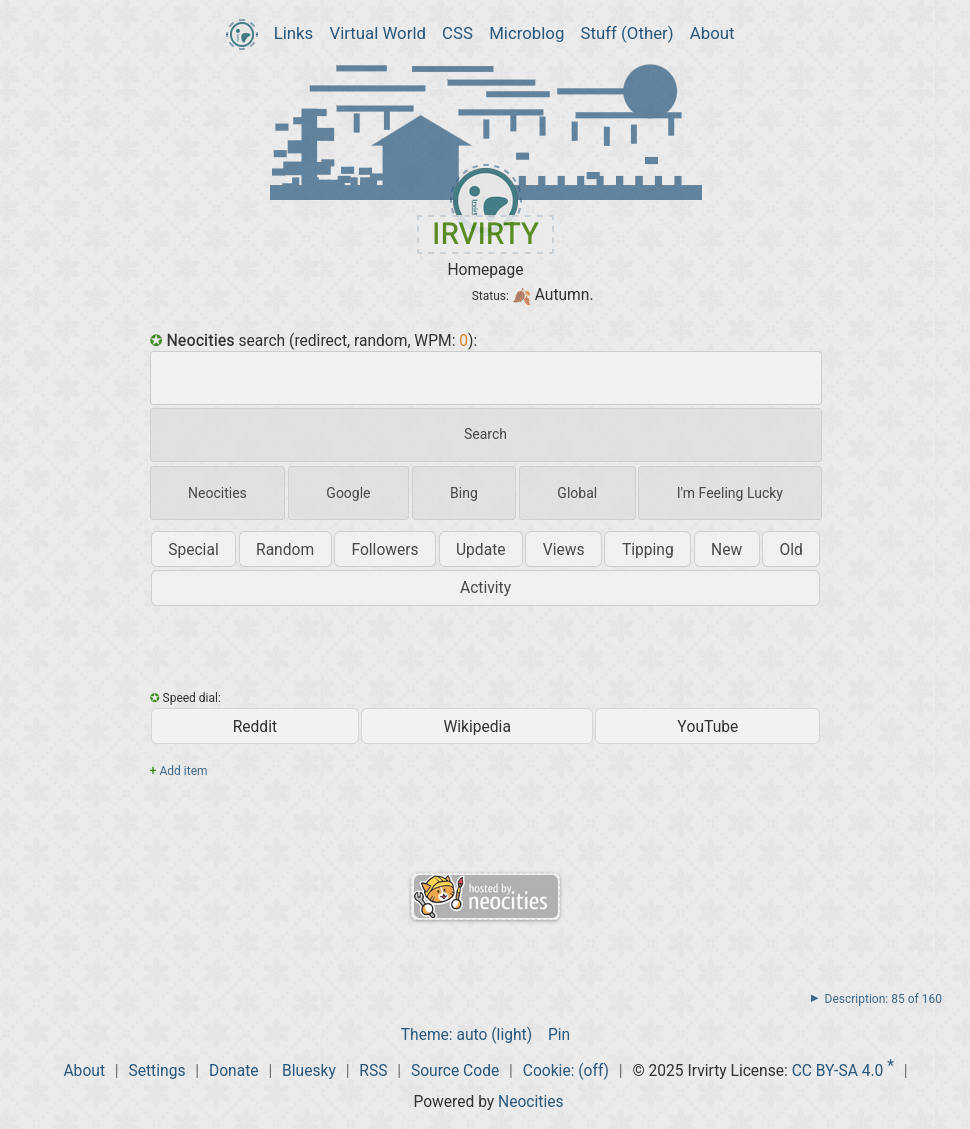 Links Virtual World CSS Microblog Stuff (Other) About
IRVIRTY
Homepage
Status: 🍂 Autumn.
✪ Neocities search (redirect, random, WPM: 0):
Search
Neocities Google Bing Global I'm Feeling Lucky
Special Random Followers Update Views Tipping New Old
Activity
✪ Speed dial:
Reddit Wikipedia YouTube
+ Add item
hosted by
neocities
► Description: 85 of 160
Theme: auto (light) Pin
About | Settings | Donate | Bluesky | RSS | Source Code | Cookie: (off) | © 2025 Irvirty License: CC BY-SA 4.0 * |
Powered by Neocities